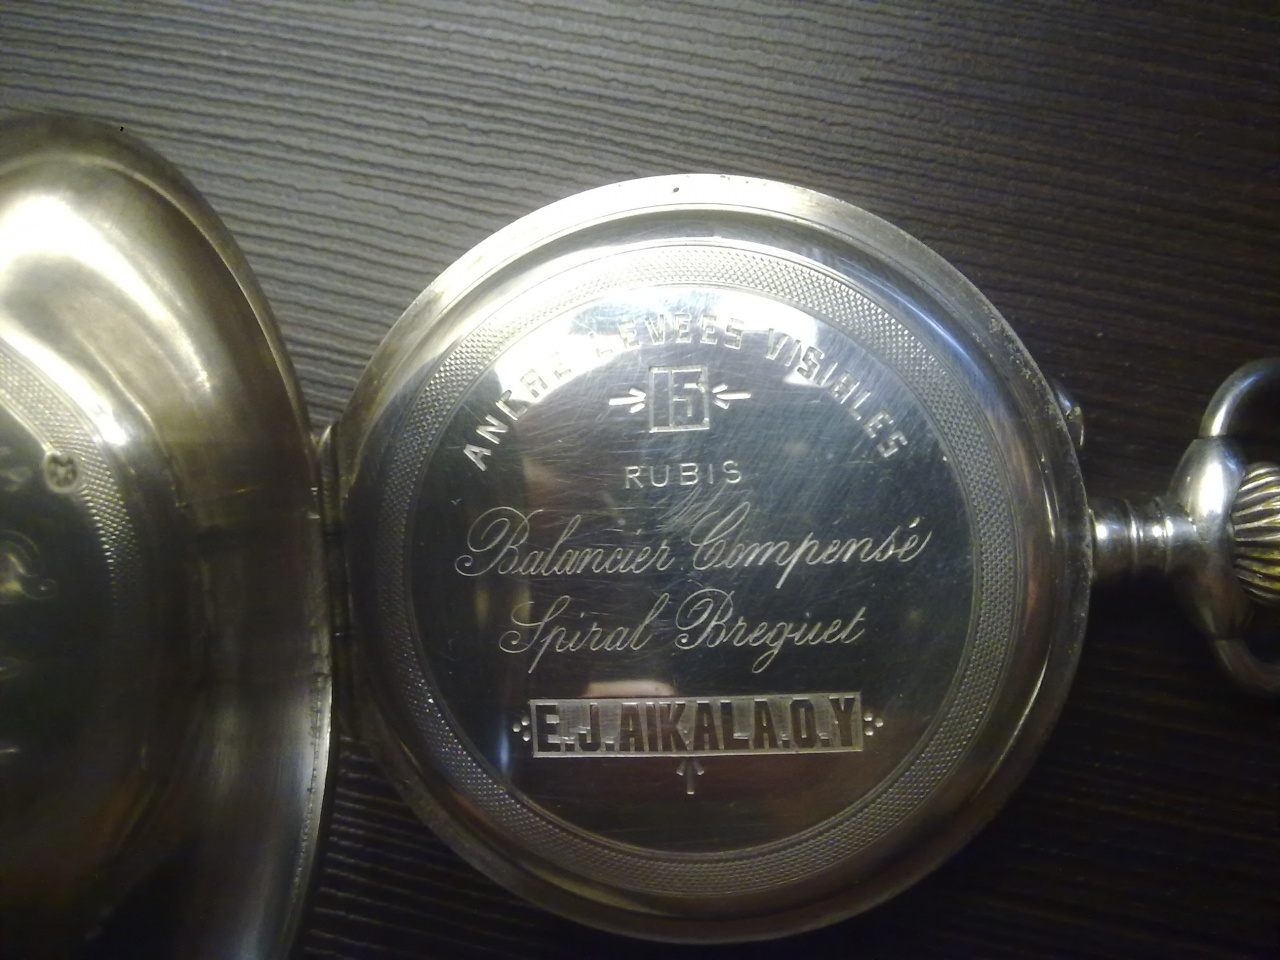 ANCRE LEVÉES VISIBLES
15
RUBIS
Balancier Compensé
Spiral Breguet
E.J.AIKALA.O.Y